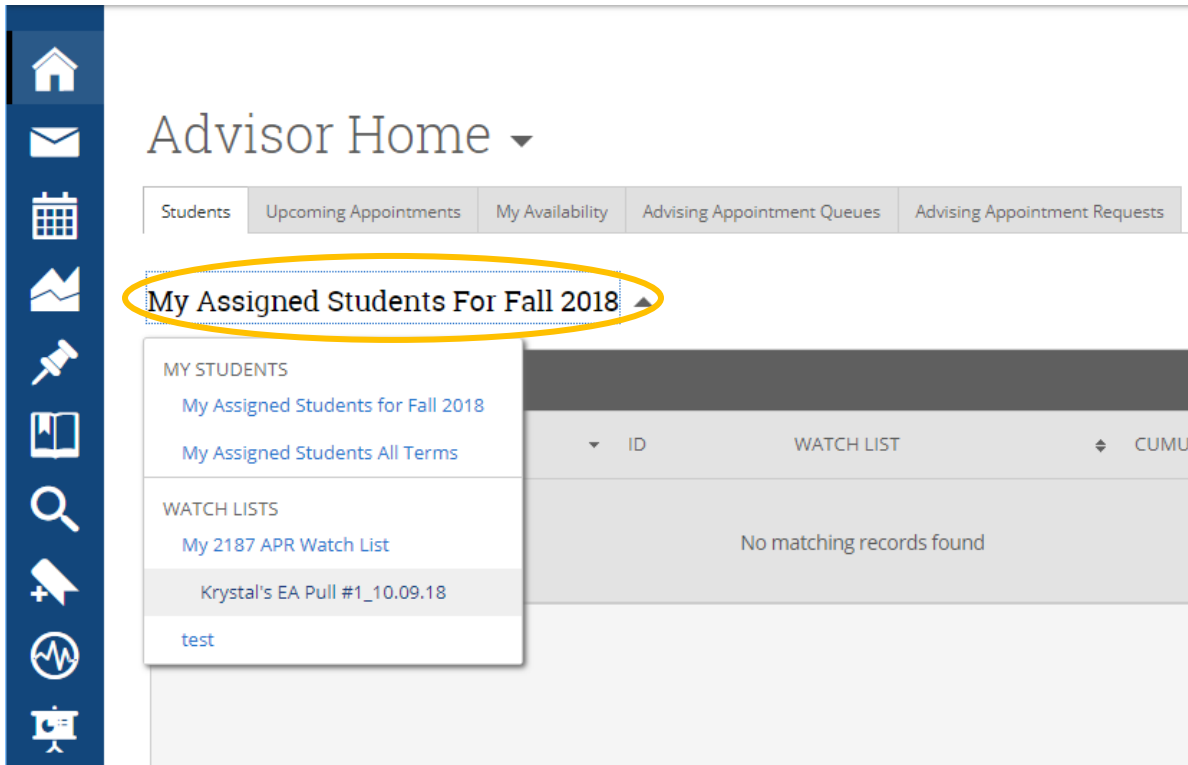 Advisor Home
Students Upcoming Appointments My Availability Advising Appointment Queues Advising Appointment Requests
My Assigned Students For Fall 2018
MY STUDENTS
My Assigned Students for Fall 2018
My Assigned Students All Terms
ID WATCH LIST CUMU
WATCH LISTS
My 2187 APR Watch List
No matching records found
Krystal's EA Pull #1_10.09.18
test